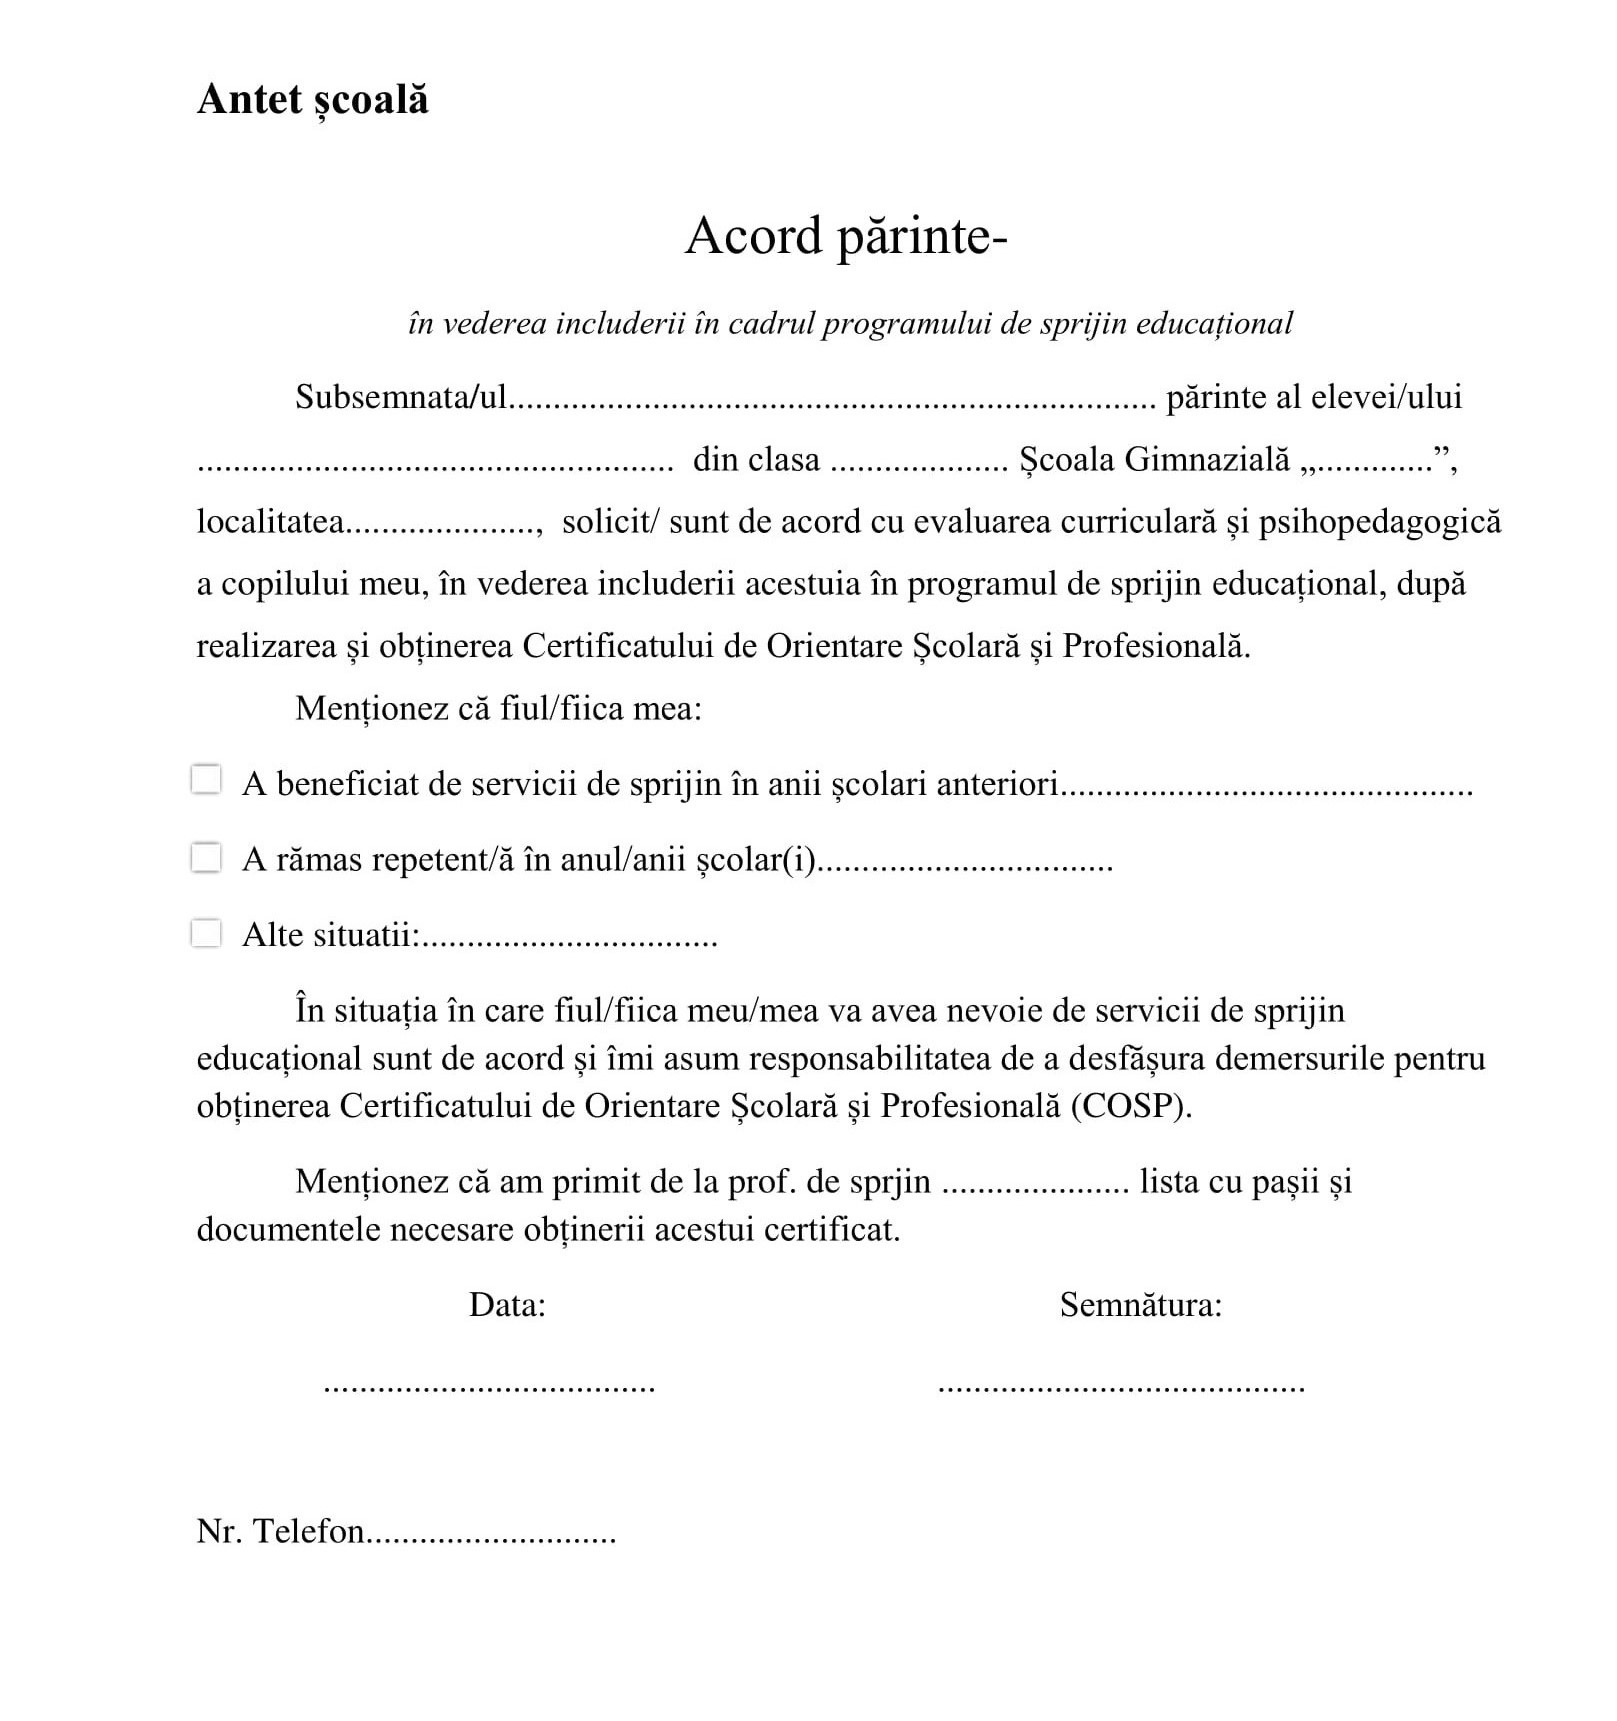 Antet școală
Acord părinte-
în vederea includerii în cadrul programului de sprijin educațional
Subsemnata/ul........................................................................ părinte al elevei/ului
..................................................... din clasa .................... Școala Gimnazială „.............”,
localitatea....................., solicit/ sunt de acord cu evaluarea curriculară și psihopedagogică
a copilului meu, în vederea includerii acestuia în programul de sprijin educațional, după
realizarea și obținerea Certificatului de Orientare Școlară și Profesională.
Menționez că fiul/fiica mea:
A beneficiat de servicii de sprijin în anii școlari anteriori..............................................
A rămas repetent/ă în anul/anii școlar(i).................................
Alte situatii:.................................
În situația în care fiul/fiica meu/mea va avea nevoie de servicii de sprijin
educațional sunt de acord și îmi asum responsabilitatea de a desfășura demersurile pentru
obținerea Certificatului de Orientare Școlară și Profesională (COSP).
Menționez că am primit de la prof. de sprjin ..................... lista cu pașii și
documentele necesare obținerii acestui certificat.
Data: Semnătura:
..................................... .........................................
Nr. Telefon............................